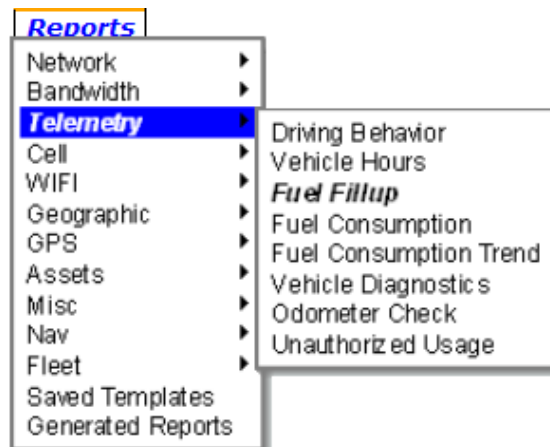 Reports
Network
Bandwidth
Telemetry
Cell
WIFI
Geographic
GPS
Assets
Misc
Nav
Fleet
Saved Templates
Generated Reports
Driving Behavior
Vehicle Hours
Fuel Fillup
Fuel Consumption
Fuel Consumption Trend
Vehicle Diagnostics
Odometer Check
Unauthorized Usage